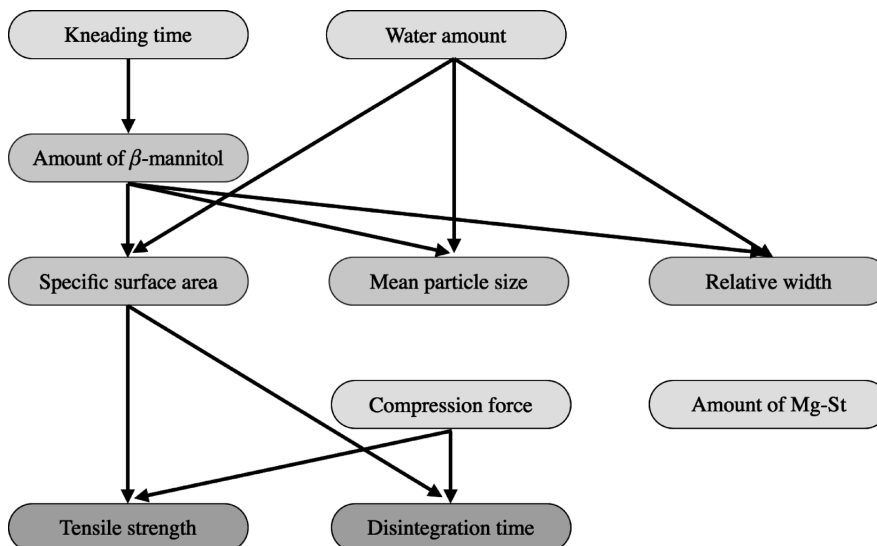 Kneading time
Water amount
Amount of β-mannitol
Specific surface area
Mean particle size
Relative width
Compression force
Amount of Mg-St
Tensile strength
Disintegration time